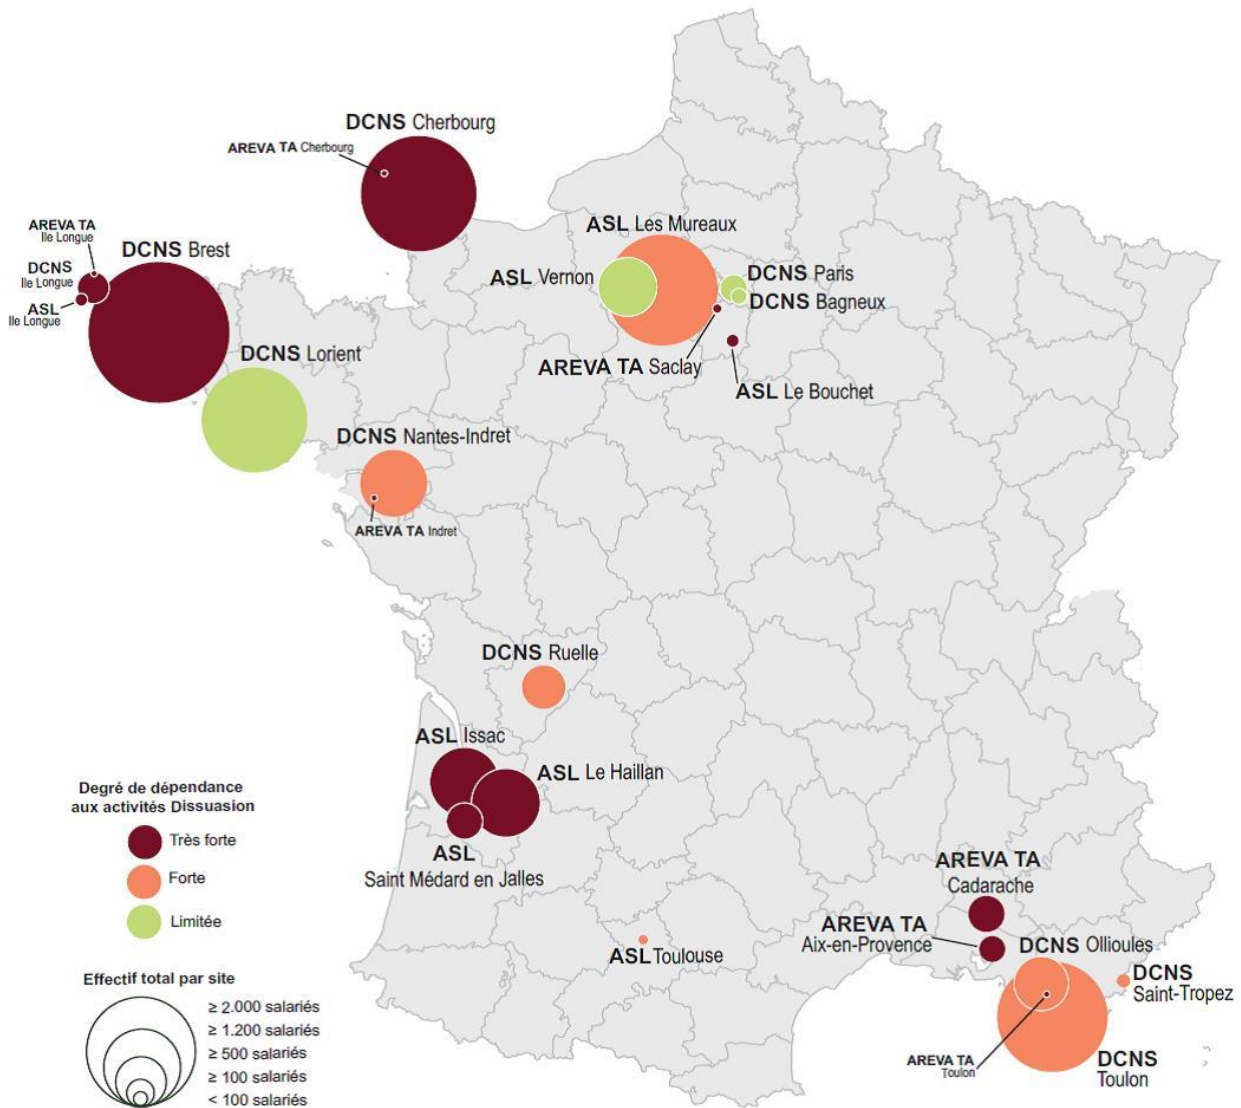 DCNS Cherbourg
AREVA TA Cherbourg
AREVA TA
Ile Longue
DCNS Brest
DCNS
Ile Longue
ASL
Ile Longue
ASL Les Mureaux
ASL Vernon
DCNS Paris
DCNS Bagneux
AREVA TA Saclay
ASL Le Bouchet
DCNS Lorient
DCNS Nantes-Indret
AREVA TA Indret
DCNS Ruelle
ASL Issac
ASL Le Haillan
ASL
Saint Médard en Jalles
Degré de dépendance
aux activités Dissuasion
Très forte
Forte
Limitée
AREVA TA
Cadarache
AREVA TA
Aix-en-Provence
DCNS Ollioules
ASL Toulouse
DCNS
Saint-Tropez
AREVA TA
Toulon
DCNS
Toulon
Effectif total par site
≥ 2.000 salariés
≥ 1.200 salariés
≥ 500 salariés
≥ 100 salariés
< 100 salariés